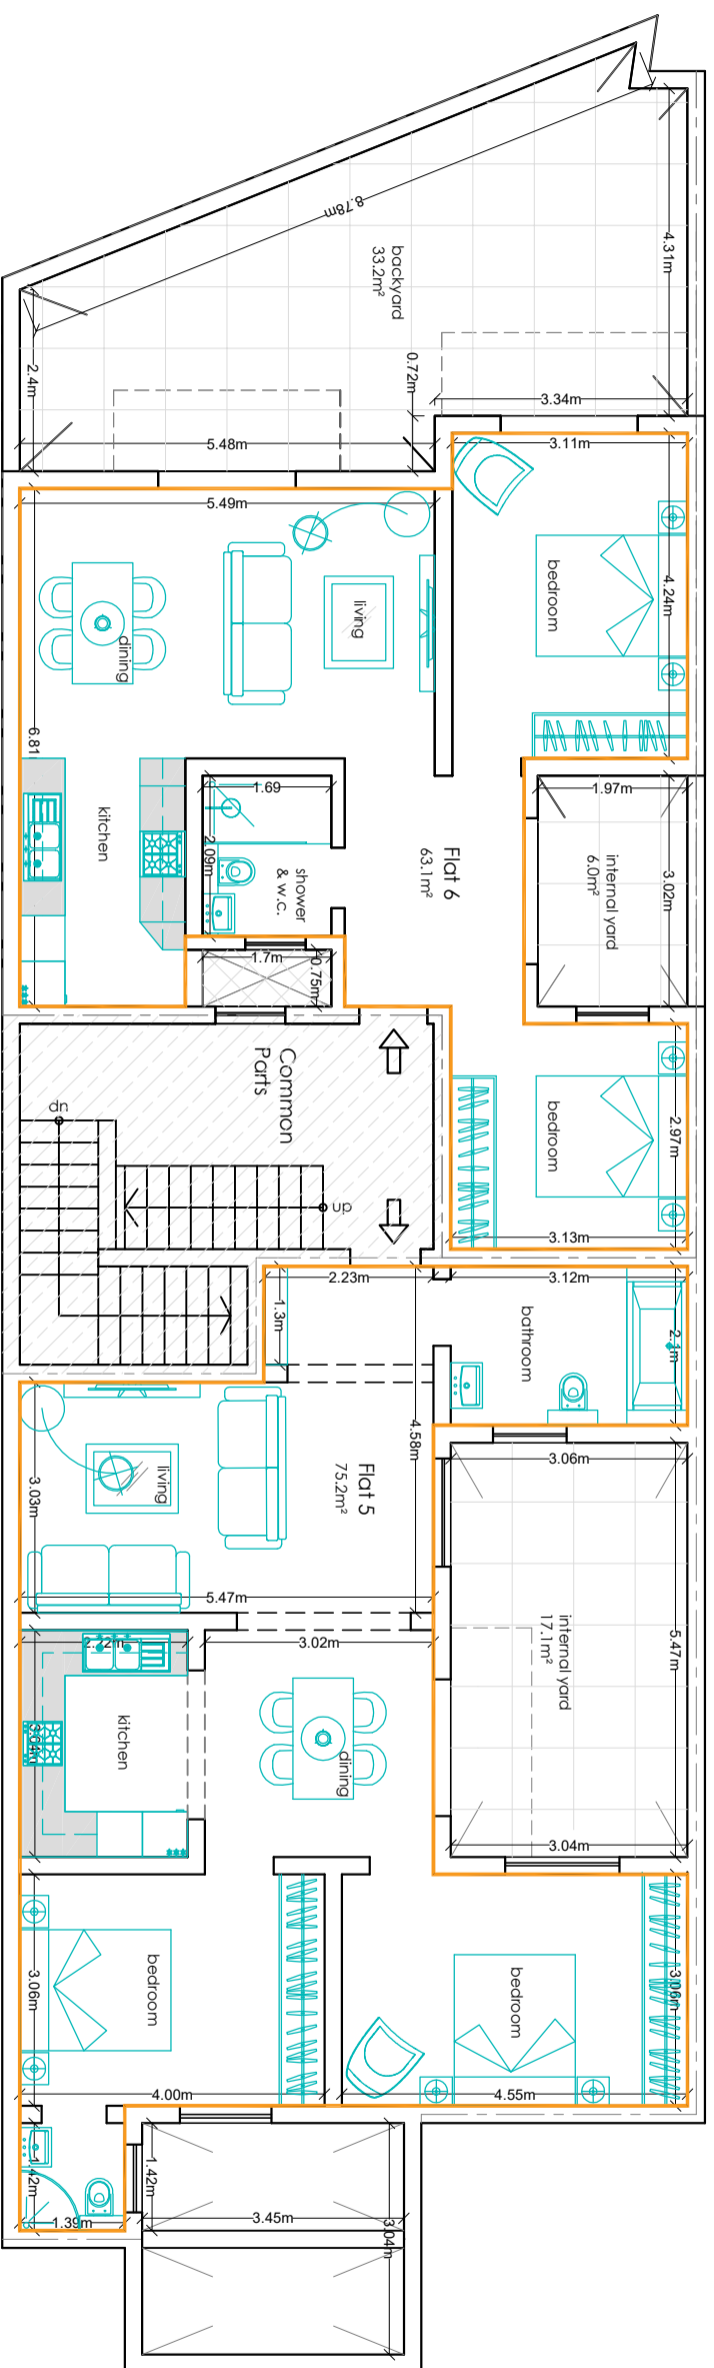 8.78m
4.31m
backyard
33.2m²
2.4m
0.72m
3.34m
5.48m
3.11m
5.49m
bedroom
4.24m
living
dining
6.81
kitchen
1.69
2.09m
shower
& w.c.
Flat 6
63.1m²
1.97m
internal yard
6.0m²
3.02m
1.7m
0.75m
Common
Parts
bedroom
2.97m
dn
up
3.13m
2.23m
3.12m
1.3m
bathroom
2.1m
4.58m
3.06m
Flat 5
75.2m²
living
3.03m
5.47m
internal yard
17.1m²
5.47m
2.72m
3.02m
kitchen
3.04m
dining
3.04m
bedroom
3.06m
bedroom
3.06m
4.00m
4.55m
1.42m
1.42m
1.39m
3.45m
3.04m